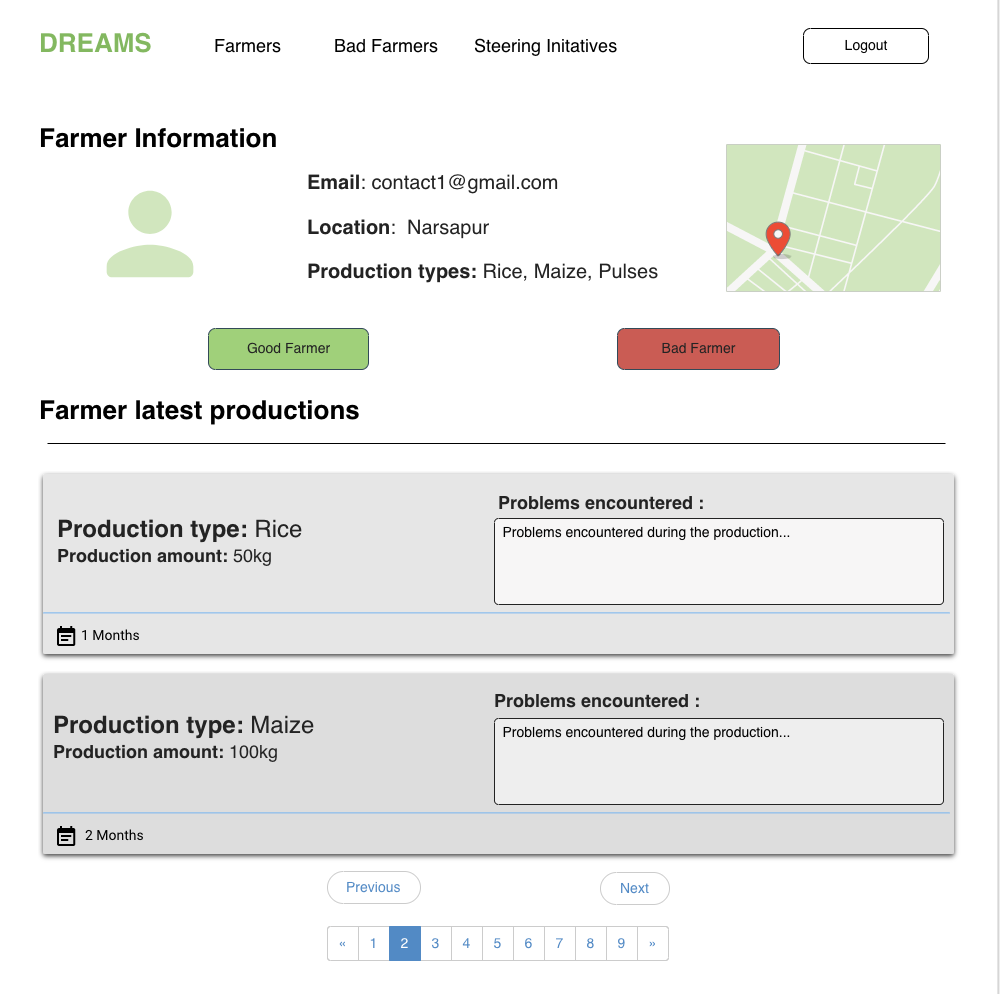 DREAMS Farmers Bad Farmers Steering Initatives Logout
Farmer Information
Email: contact1@gmail.com
Location: Narsapur
Production types: Rice, Maize, Pulses
Good Farmer Bad Farmer
Farmer latest productions
Problems encountered :
Production type: Rice
Production amount: 50kg
Problems encountered during the production...
1 Months
Problems encountered :
Production type: Maize
Production amount: 100kg
Problems encountered during the production...
2 Months
Previous Next
« 1 2 3 4 5 6 7 8 9 »